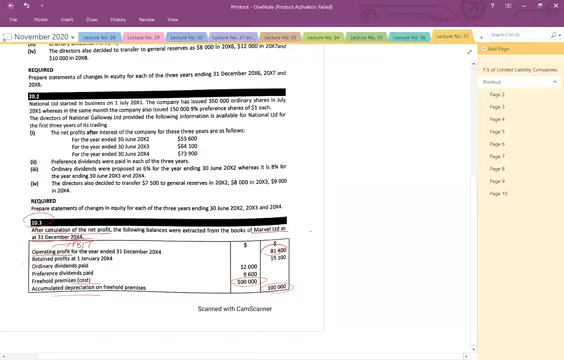 Printout - OneNote (Product Activation Failed)
File Home Insert Draw History Review View
November 2020
Lecture No. 28 Lecture No. 29 Lecture No. 30 Lecture No. 33 Lecture No. 34 Lecture No. 35 Lecture No. 36 Lecture No. 37
Search (Ctrl+E)
Add Page
1.5 of Limited Liability Companies
Printout
Page 2
Page 3
Page 4
Page 5
Page 6
Page 7
Page 8
Page 9
Page 10
(iv) The directors also decided to transfer to general reserves as $8 000 in 20X6, $12 000 in 20X7and
$10 000 in 20X8.
REQUIRED
Prepare statements of changes in equity for each of the three years ending 31 December 20X6, 20X7 and
20X8.
20.2
National Ltd started in business on 1 July 20X1. The company has issued 350 000 ordinary shares in July
20X1 whereas in the same month the company also issued 150 000 9% preference shares of $1 each.
The directors of National Galloway Ltd provided the following information is available for National Ltd for
the first three years of its trading.
(i) The net profits after interest of the company for these three years are as follows:
For the year ended 30 June 20X2 $53 600
For the year ended 30 June 20X3 $64 100
For the year ended 30 June 20X4 $73 900
(ii) Preference dividends were paid in each of the three years.
(iii) Ordinary dividends were proposed as 6% for the year ending 30 June 20X2 whereas it is 8% for
the year ending 30 June 20X3 and 20X4.
(iv) The directors also decided to transfer $7 500 to general reserves in 20X2, $8 000 in 20X3, $9 000
in 20X4.
REQUIRED
Prepare statements of changes in equity for each of the three years ending 30 June 20X2, 20X3 and 20X4.
20.3
After calculation of the net profit, the following balances were extracted from the books of Marvel Ltd as
at 31 December 20X4.
$ $
Operating profit for the year ended 31 December 20X4 81 400
Retained profits at 1 January 20X4 19 100
Ordinary dividends paid 12 000
Preference dividends paid 9 600
Freehold premises (cost) 500 000
Accumulated depreciation on freehold premises 100 000
Scanned with CamScanner